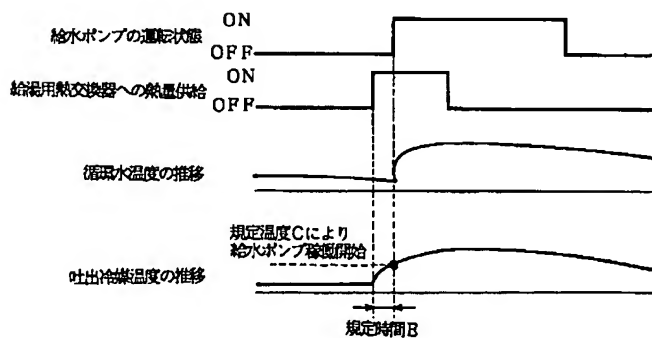 給水ポンプの運転状態
ON
OFF
給湯用熱交換器への熱量供給
ON
OFF
循環水温度の推移
規定温度Cにより
給水ポンプ稼働開始
吐出冷媒温度の推移
規定時間B